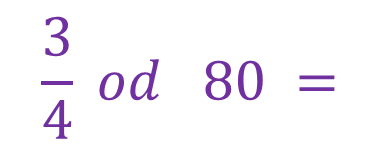 3/4 od 80 =